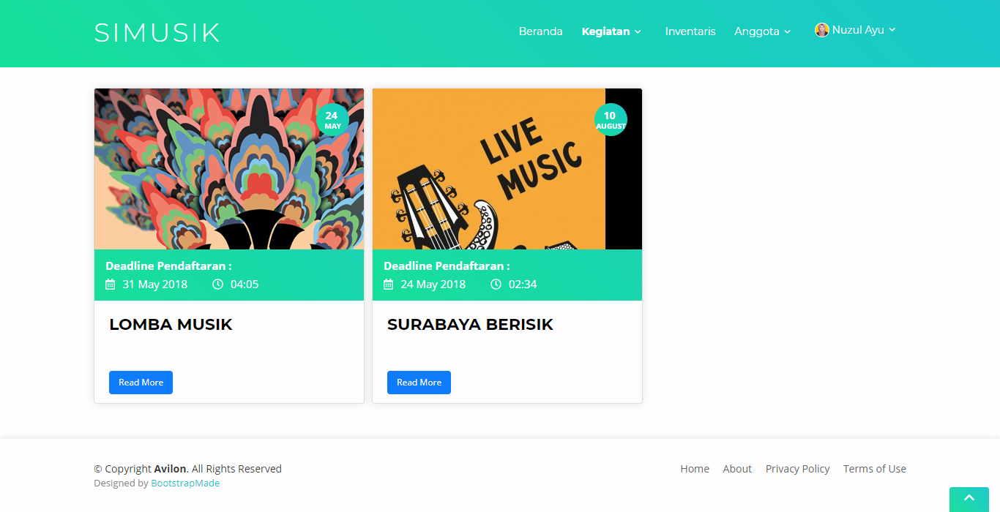 SIMUSIK
Beranda Kegiatan Inventaris Anggota Nuzul Ayu
24
MAY
Deadline Pendaftaran :
31 May 2018 04:05
LOMBA MUSIK
Read More
LIVE
MUSIC
10
AUGUST
Deadline Pendaftaran :
24 May 2018 02:34
SURABAYA BERISIK
Read More
© Copyright Avilon. All Rights Reserved
Designed by BootstrapMade
Home About Privacy Policy Terms of Use